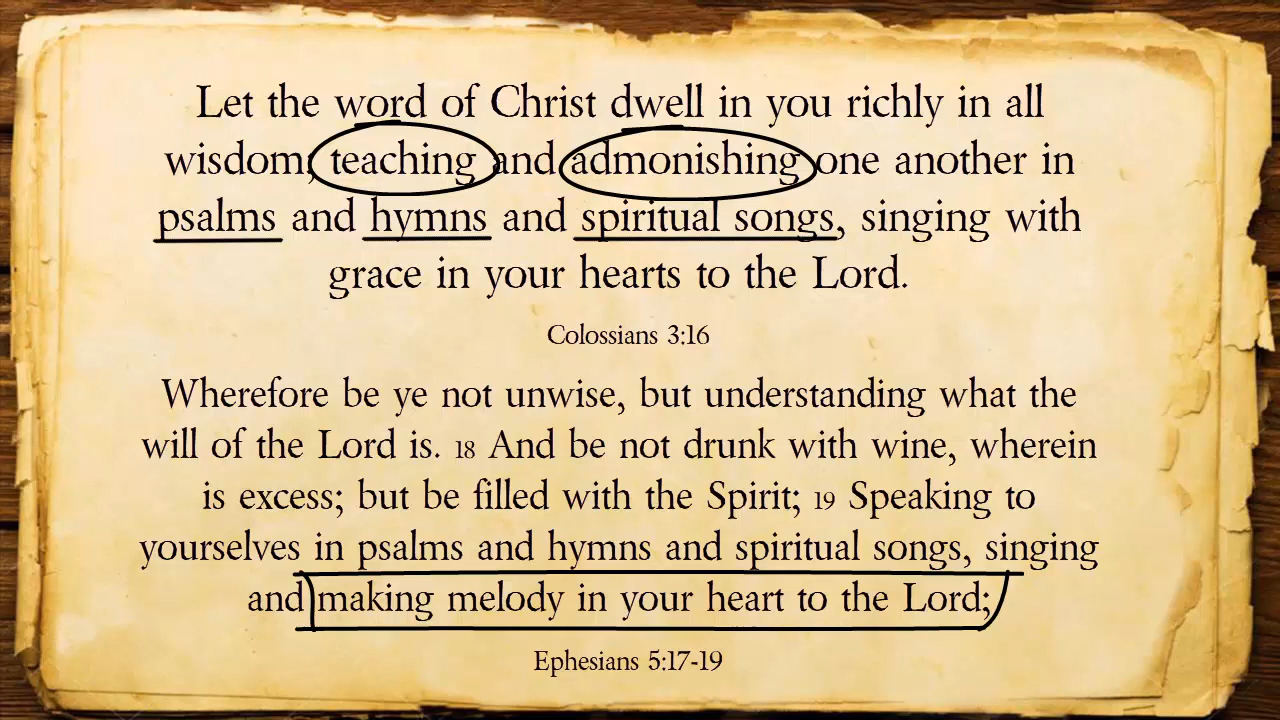 Let the word of Christ dwell in you richly in all
wisdom; teaching and admonishing one another in
psalms and hymns and spiritual songs, singing with
grace in your hearts to the Lord.
Colossians 3:16
Wherefore be ye not unwise, but understanding what the
will of the Lord is. 18 And be not drunk with wine, wherein
is excess; but be filled with the Spirit; 19 Speaking to
yourselves in psalms and hymns and spiritual songs, singing
and making melody in your heart to the Lord;
Ephesians 5:17-19